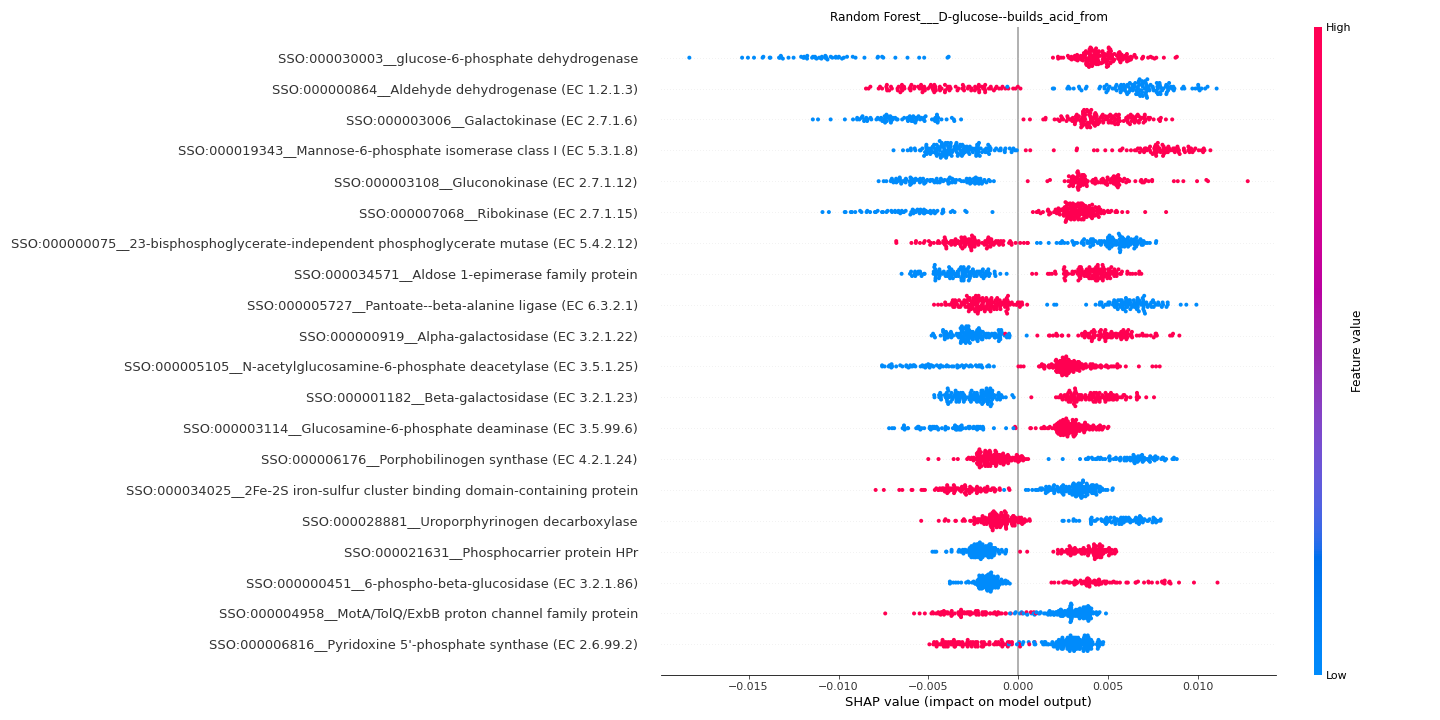 Random Forest___D-glucose--builds_acid_from
High
SSO:000030003__glucose-6-phosphate dehydrogenase
SSO:000000864__Aldehyde dehydrogenase (EC 1.2.1.3)
SSO:000003006__Galactokinase (EC 2.7.1.6)
SSO:000019343__Mannose-6-phosphate isomerase class I (EC 5.3.1.8)
SSO:000003108__Gluconokinase (EC 2.7.1.12)
SSO:000007068__Ribokinase (EC 2.7.1.15)
SSO:000000075__23-bisphosphoglycerate-independent phosphoglycerate mutase (EC 5.4.2.12)
SSO:000034571__Aldose 1-epimerase family protein
SSO:000005727__Pantoate--beta-alanine ligase (EC 6.3.2.1)
SSO:000000919__Alpha-galactosidase (EC 3.2.1.22)
SSO:000005105__N-acetylglucosamine-6-phosphate deacetylase (EC 3.5.1.25)
SSO:000001182__Beta-galactosidase (EC 3.2.1.23)
SSO:000003114__Glucosamine-6-phosphate deaminase (EC 3.5.99.6)
SSO:000006176__Porphobilinogen synthase (EC 4.2.1.24)
SSO:000034025__2Fe-2S iron-sulfur cluster binding domain-containing protein
SSO:000028881__Uroporphyrinogen decarboxylase
SSO:000021631__Phosphocarrier protein HPr
SSO:000000451__6-phospho-beta-glucosidase (EC 3.2.1.86)
SSO:000004958__MotA/TolQ/ExbB proton channel family protein
SSO:000006816__Pyridoxine 5'-phosphate synthase (EC 2.6.99.2)
Feature value
Low
−0.015 −0.010 −0.005 0.000 0.005 0.010
SHAP value (impact on model output)